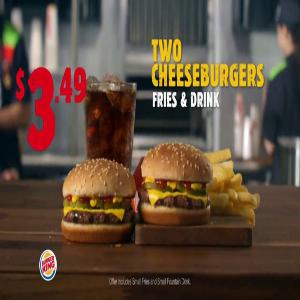 $3.49
TWO
CHEESEBURGERS
FRIES & DRINK
BURGER
KING
Offer includes Small Fries and Small Fountain Drink.